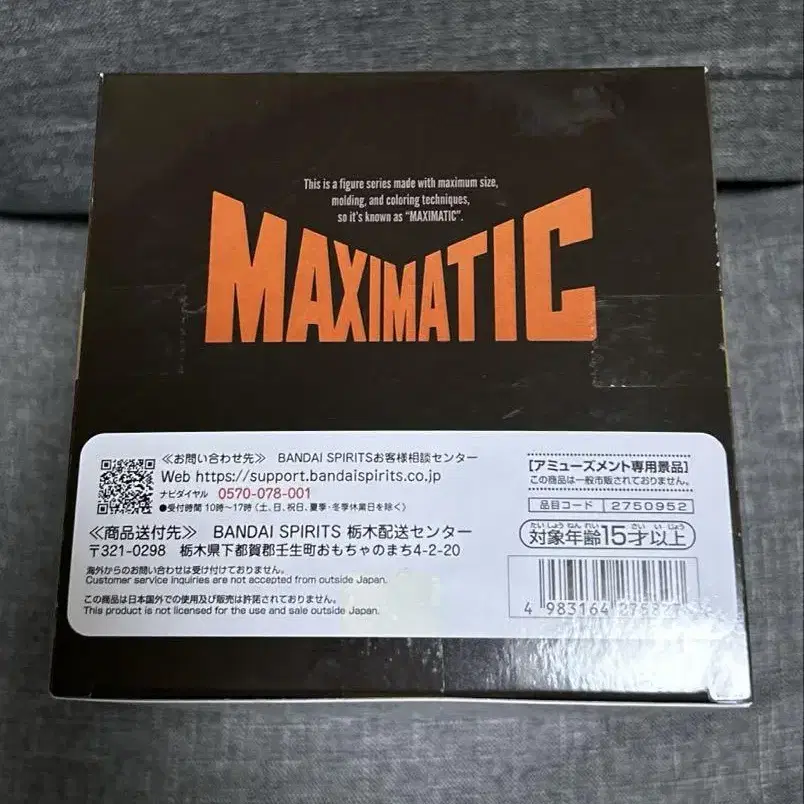 This is a figure series made with maximum size,
molding, and coloring techniques,
so it's known as "MAXIMATIC".
MAXIMATIC
≪お問い合わせ先≫ BANDAI SPIRITSお客様相談センター
Web https://support.bandaispirits.co.jp
ナビダイヤル 0570-078-001
●受付時間 10時~17時(土、日、祝日、夏季・冬季休業日を除く)
≪商品送付先≫ BANDAI SPIRITS 栃木配送センター
〒321-0298 栃木県下都賀郡壬生町おもちゃのまち4-2-20
海外からのお問い合わせは受け付けておりません。
Customer service inquiries are not accepted from outside Japan.
この商品は日本国外での使用及び販売は許諾されておりません。
This product is not licensed for the use and sale outside Japan.
[アミューズメント専用景品]
この商品は一般市販されておりません。
品目コード 2750952
たいしょうねんれい さい いじょう
対象年齢15才以上
4 983164